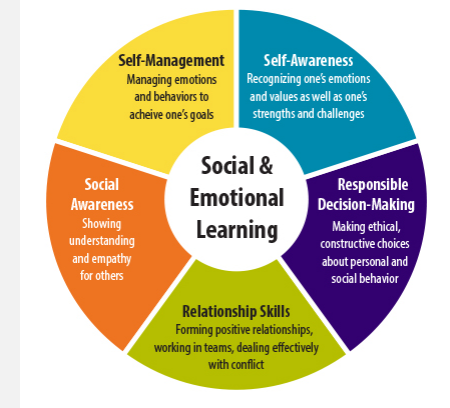 Self-Management
Managing emotions
and behaviors to
acheive one's goals
Self-Awareness
Recognizing one's emotions
and values as well as one's
strengths and challenges
Social &
Emotional
Learning
Social
Awareness
Showing
understanding
and empathy
for others
Responsible
Decision-Making
Making ethical,
constructive choices
about personal and
social behavior
Relationship Skills
Forming positive relationships,
working in teams, dealing effectively
with conflict